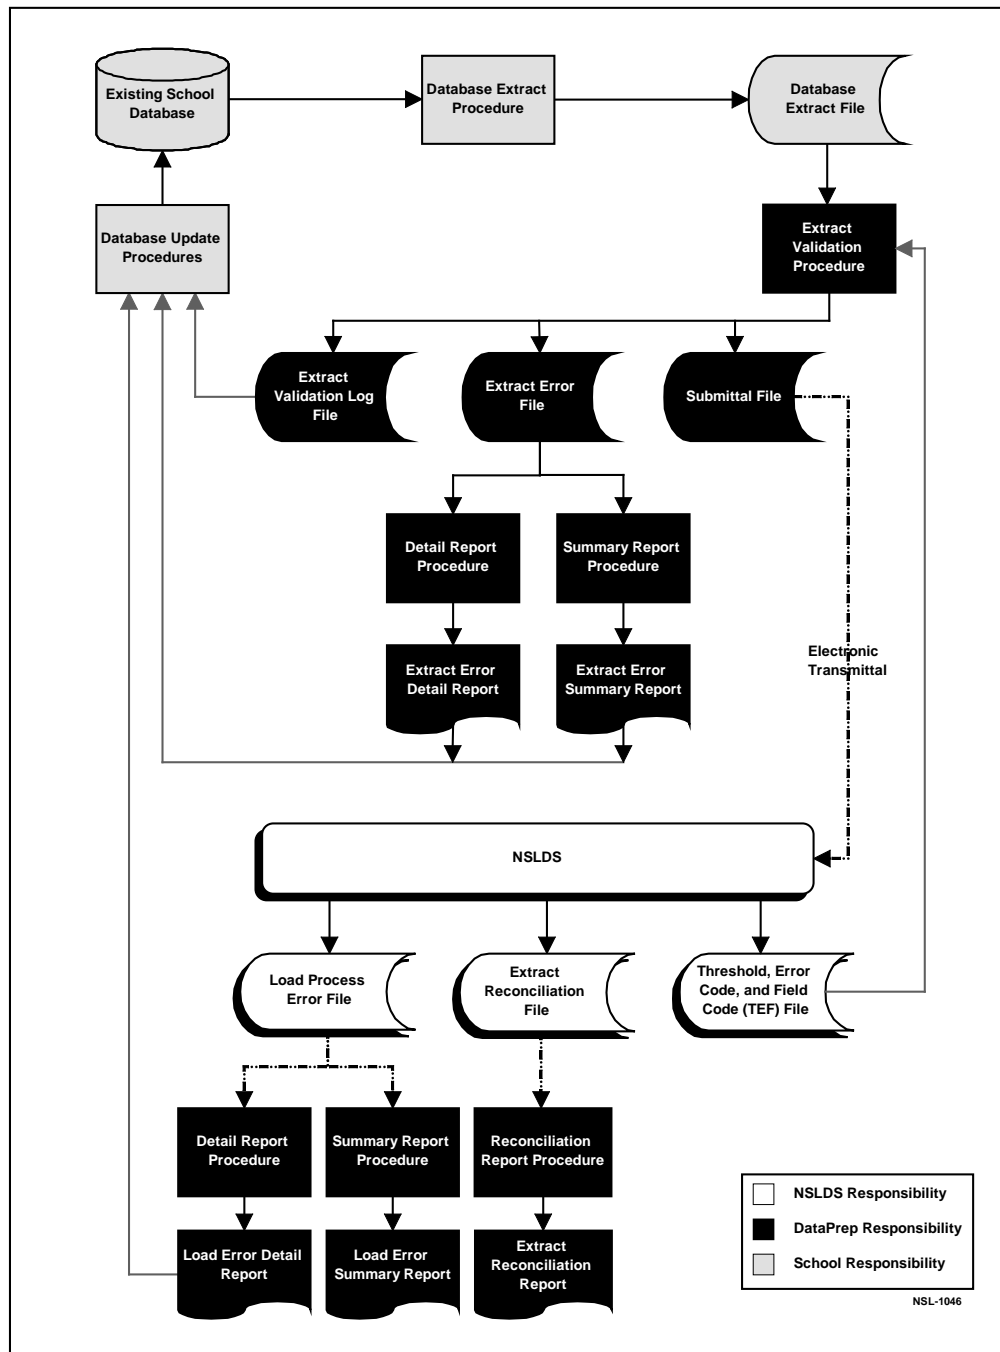 Existing School
Database
Database Extract
Procedure
Database
Extract File
Database Update
Procedures
Extract
Validation
Procedure
Extract
Validation Log
File
Extract Error
File
Submittal File
Detail Report
Procedure
Summary Report
Procedure
Extract Error
Detail Report
Extract Error
Summary Report
Electronic
Transmittal
NSLDS
Load Process
Error File
Extract
Reconciliation
File
Threshold, Error
Code, and Field
Code (TEF) File
Detail Report
Procedure
Summary Report
Procedure
Reconciliation
Report Procedure
Load Error Detail
Report
Load Error
Summary Report
Extract
Reconciliation
Report
NSLDS Responsibility
DataPrep Responsibility
School Responsibility
NSL-1046